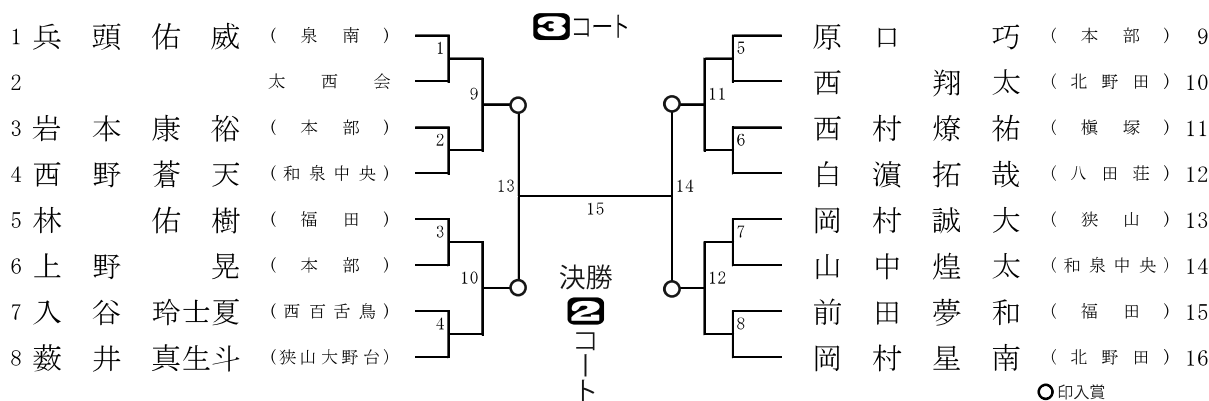 3コート
1 兵頭佑威 (泉南)
2 太西会
3 岩本康裕 (本部)
4 西野蒼天 (和泉中央)
5 林佑樹 (福田)
6 上野晃 (本部)
7 入谷玲士夏 (西百舌鳥)
8 薮井真生斗 (狭山大野台)
1
2
3
4
9
10
13
15
決勝
2コート
14
11
12
5
6
7
8
原口巧 (本部) 9
西翔太 (北野田) 10
西村燎祐 (槇塚) 11
白濵拓哉 (八田荘) 12
岡村誠大 (狭山) 13
山中煌太 (和泉中央) 14
前田夢和 (福田) 15
岡村星南 (北野田) 16
○印入賞